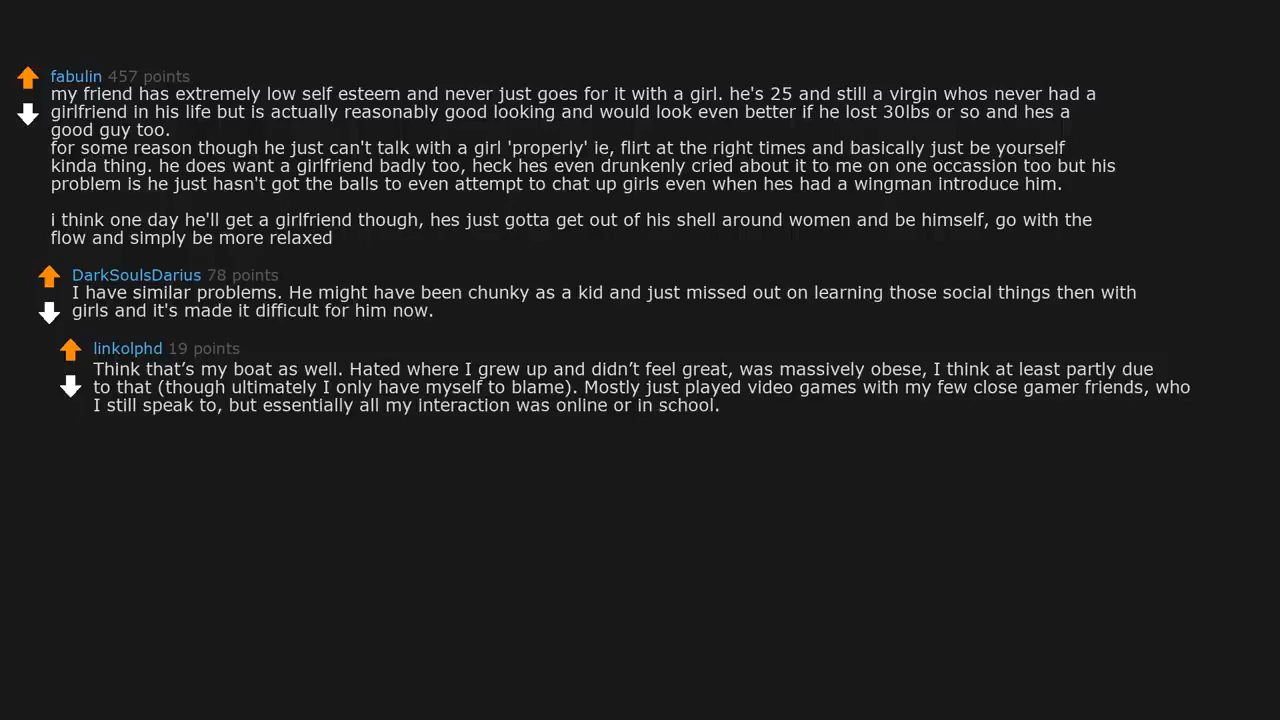 fabulin 457 points
my friend has extremely low self esteem and never just goes for it with a girl. he's 25 and still a virgin whos never had a
girlfriend in his life but is actually reasonably good looking and would look even better if he lost 30lbs or so and hes a
good guy too.
for some reason though he just can't talk with a girl 'properly' ie, flirt at the right times and basically just be yourself
kinda thing. he does want a girlfriend badly too, heck hes even drunkenly cried about it to me on one occassion too but his
problem is he just hasn't got the balls to even attempt to chat up girls even when hes had a wingman introduce him.
i think one day he'll get a girlfriend though, hes just gotta get out of his shell around women and be himself, go with the
flow and simply be more relaxed
DarkSoulsDarius 78 points
I have similar problems. He might have been chunky as a kid and just missed out on learning those social things then with
girls and it's made it difficult for him now.
linkolphd 19 points
Think that’s my boat as well. Hated where I grew up and didn’t feel great, was massively obese, I think at least partly due
to that (though ultimately I only have myself to blame). Mostly just played video games with my few close gamer friends, who
I still speak to, but essentially all my interaction was online or in school.